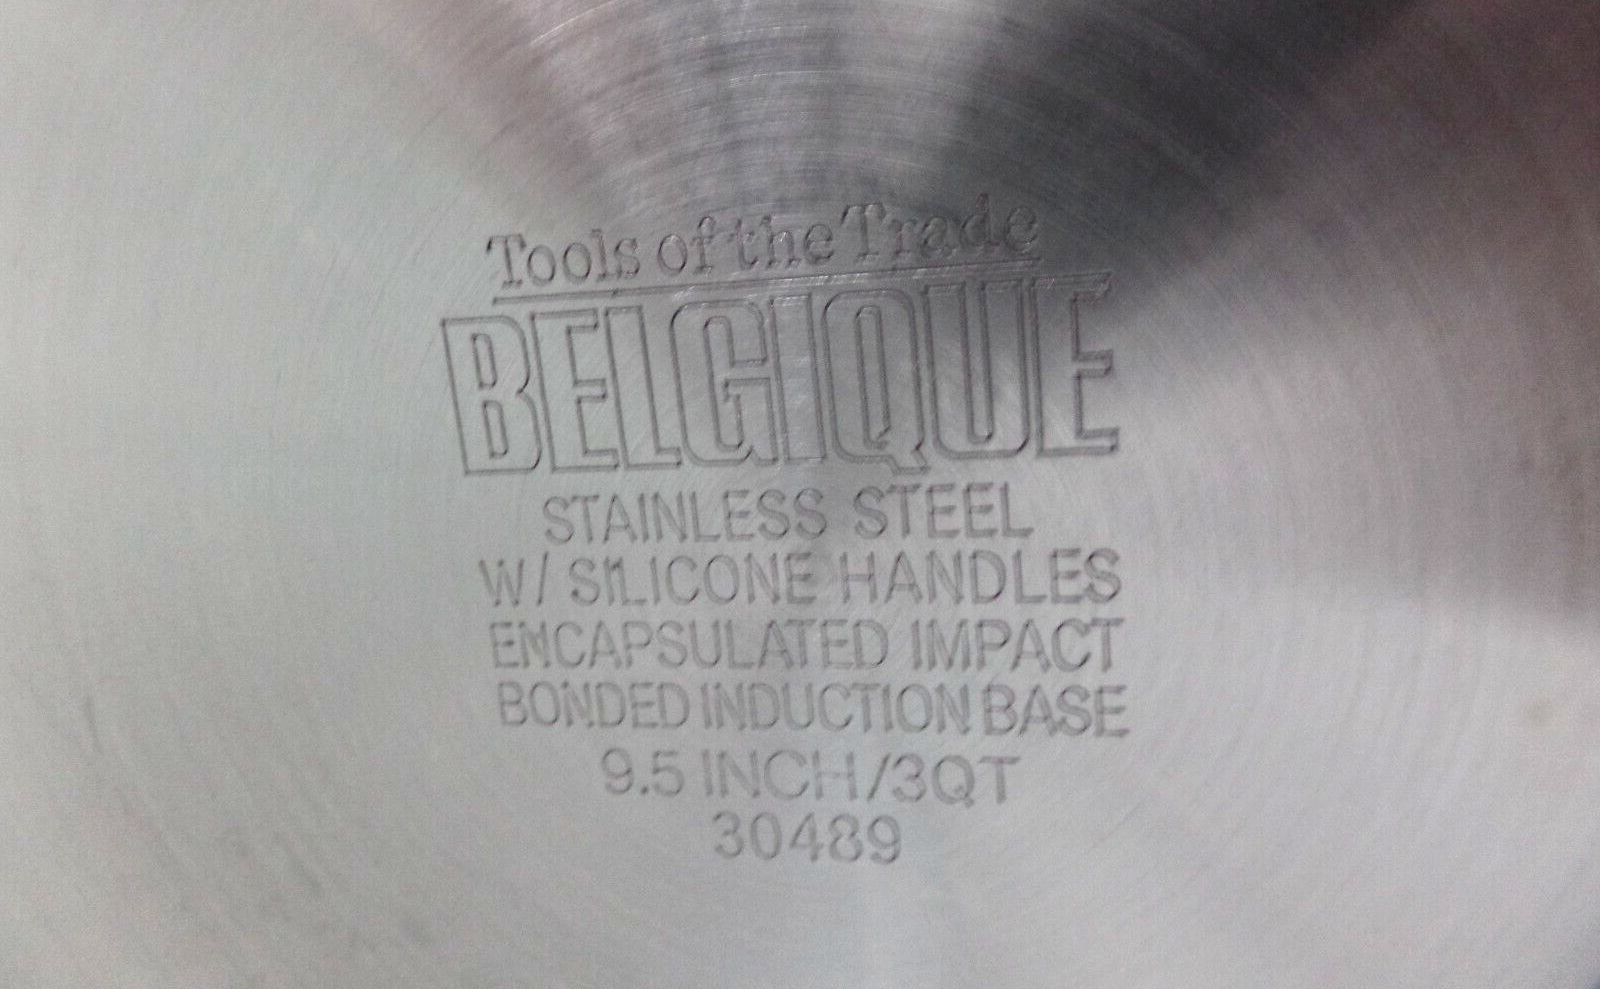 Tools of the Trade
BELGIQUE
STAINLESS STEEL
W/ SILICONE HANDLES
ENCAPSULATED IMPACT
BONDED INDUCTION BASE
9.5 INCH/3QT
30489